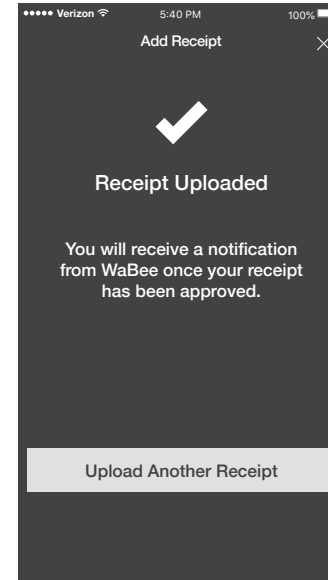 Verizon 5:40 PM 100%
Add Receipt
Receipt Uploaded
You will receive a notification
from WaBee once your receipt
has been approved.
Upload Another Receipt